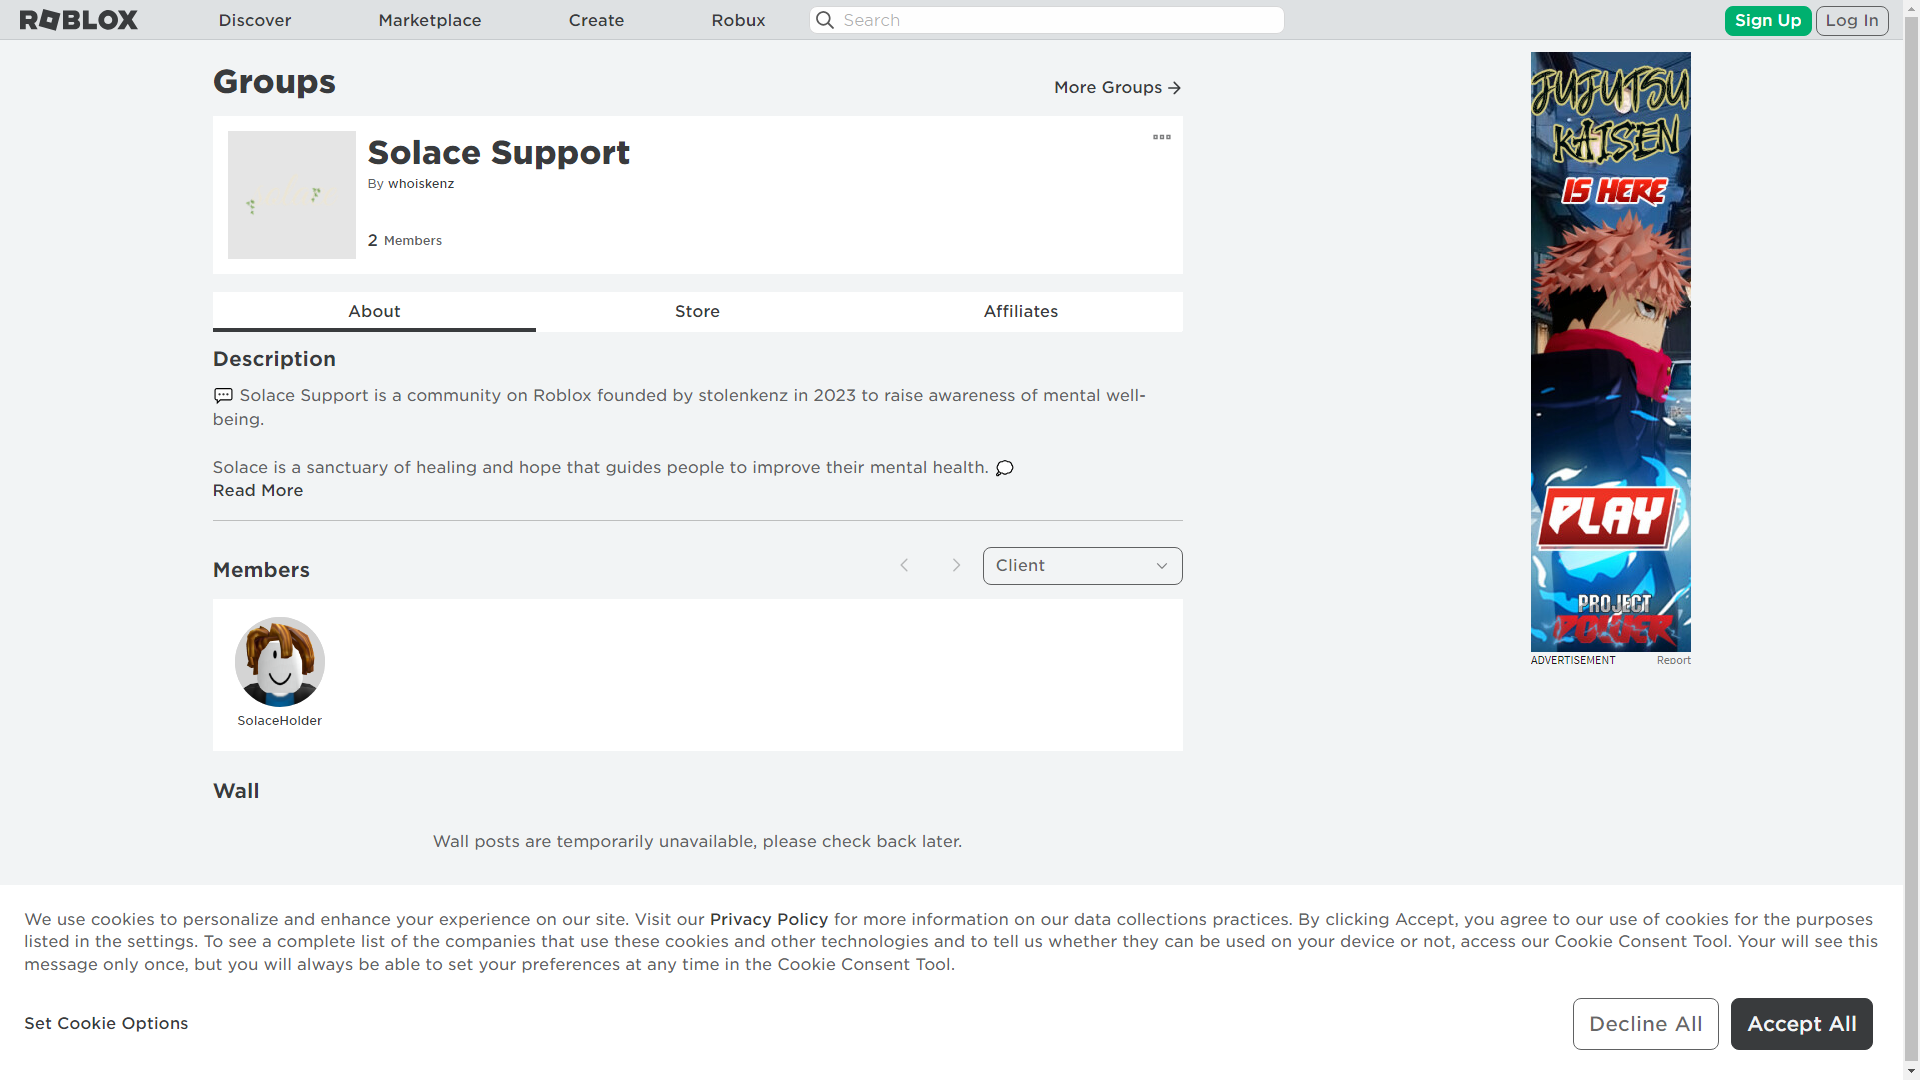 ROBLOX
Discover
Marketplace
Create
Robux
Search
Sign Up
Log In
Groups
More Groups
Solace Support
By whoiskenz
2 Members
About
Store
Affiliates
Description
💬 Solace Support is a community on Roblox founded by stolenkenz in 2023 to raise awareness of mental well-
being.
Solace is a sanctuary of healing and hope that guides people to improve their mental health. 💭
Read More
Members
Client
SolaceHolder
Wall
Wall posts are temporarily unavailable, please check back later.
JUJUTSU
KAISEN
IS HERE
PLAY
PROJECT
POWER
ADVERTISEMENT
Report
We use cookies to personalize and enhance your experience on our site. Visit our Privacy Policy for more information on our data collections practices. By clicking Accept, you agree to our use of cookies for the purposes
listed in the settings. To see a complete list of the companies that use these cookies and other technologies and to tell us whether they can be used on your device or not, access our Cookie Consent Tool. Your will see this
message only once, but you will always be able to set your preferences at any time in the Cookie Consent Tool.
Set Cookie Options
Decline All
Accept All